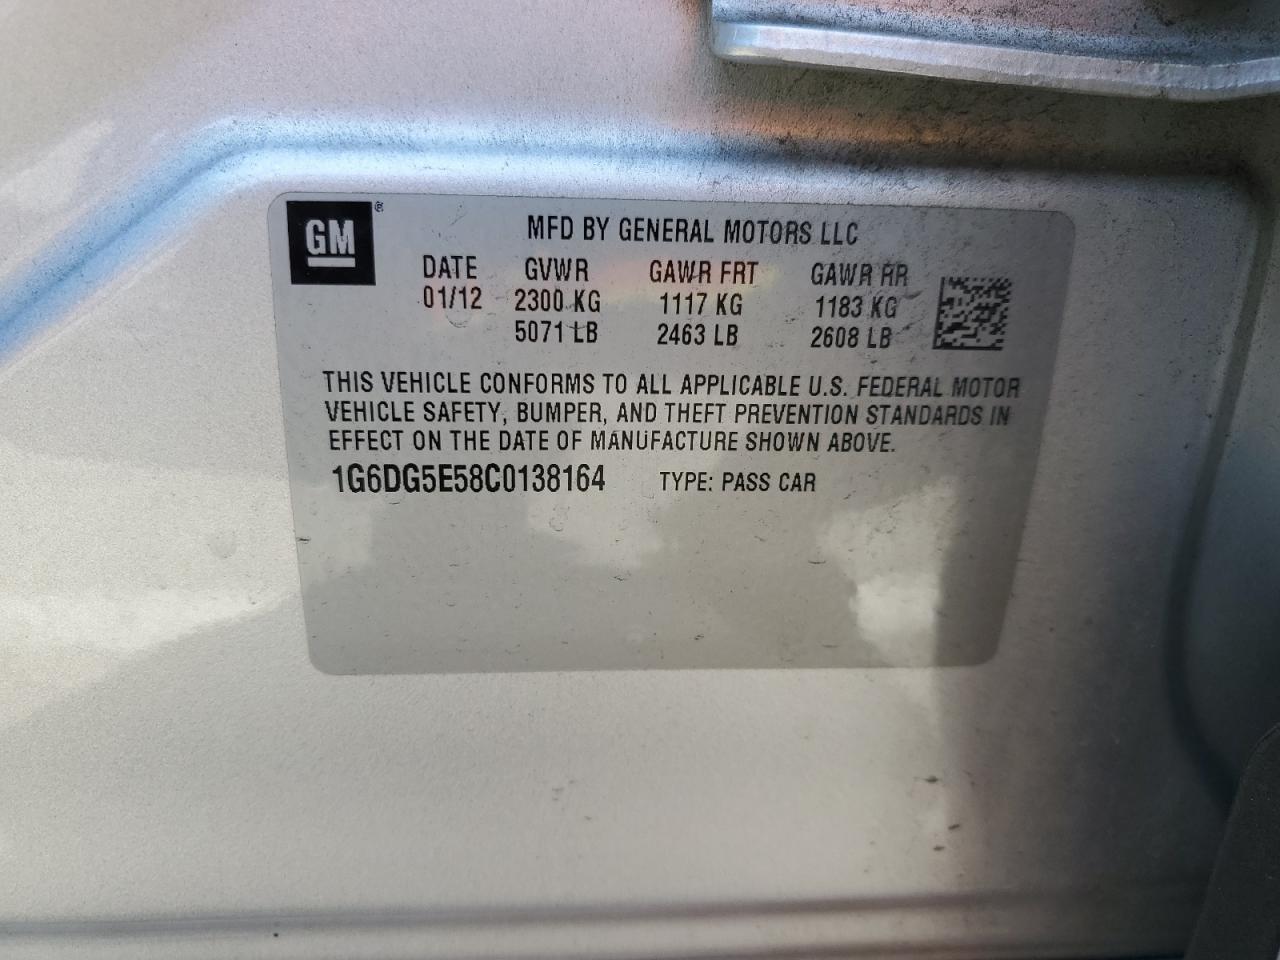 GM®
MFD BY GENERAL MOTORS LLC
DATE GVWR GAWR FRT GAWR RR
01/12 2300 KG 1117 KG 1183 KG
5071 LB 2463 LB 2608 LB
THIS VEHICLE CONFORMS TO ALL APPLICABLE U.S. FEDERAL MOTOR
VEHICLE SAFETY, BUMPER, AND THEFT PREVENTION STANDARDS IN
EFFECT ON THE DATE OF MANUFACTURE SHOWN ABOVE.
1G6DG5E58C0138164 TYPE: PASS CAR